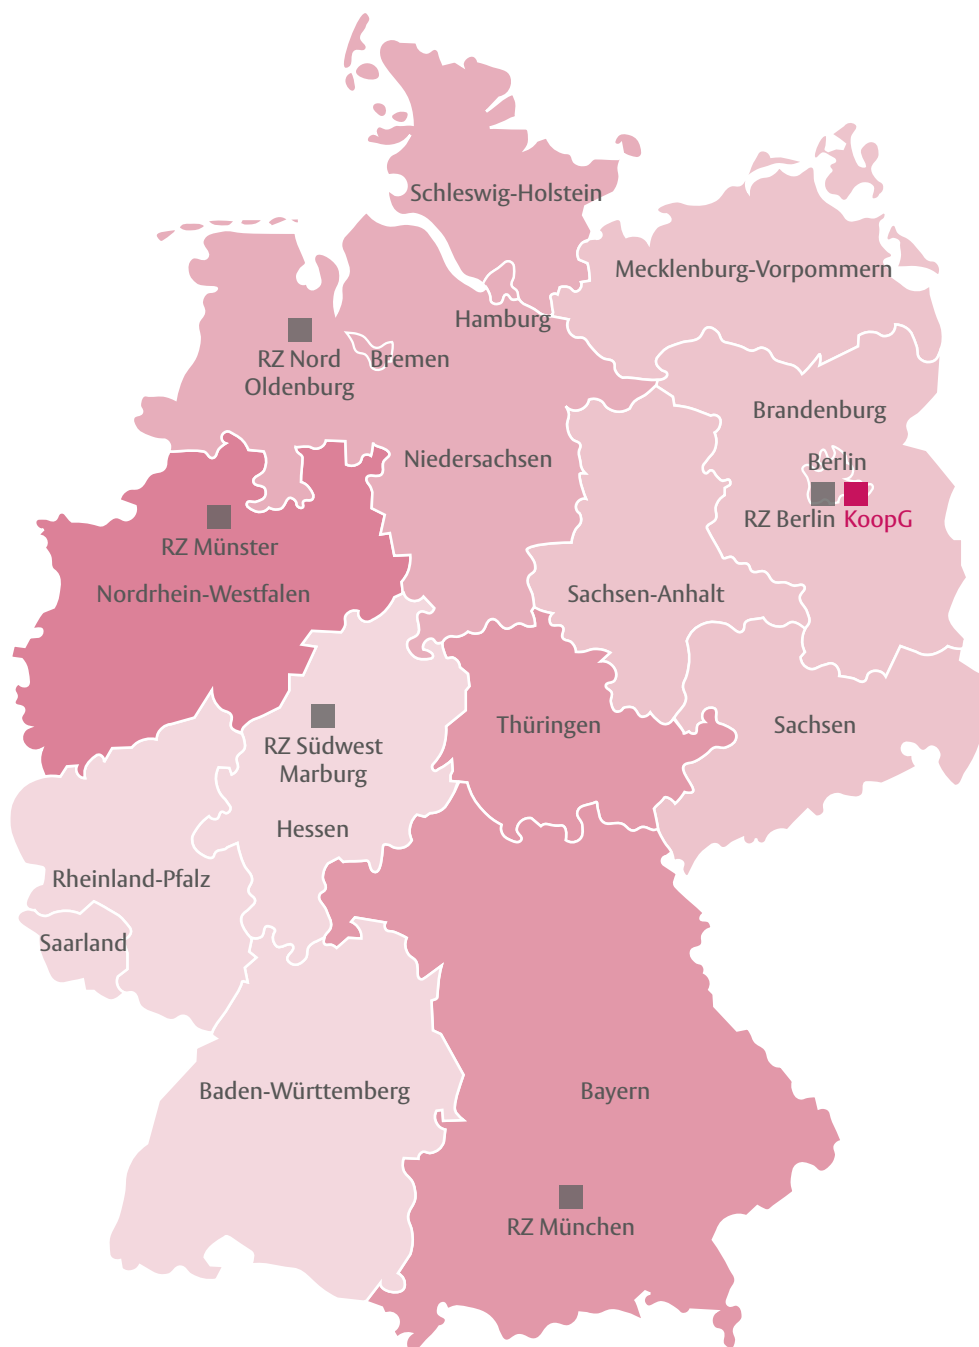 Schleswig-Holstein
Mecklenburg-Vorpommern
Hamburg
RZ Nord
Oldenburg
Bremen
Brandenburg
Niedersachsen
Berlin
RZ Berlin
KoopG
RZ Münster
Nordrhein-Westfalen
Sachsen-Anhalt
Thüringen
Sachsen
RZ Südwest
Marburg
Hessen
Rheinland-Pfalz
Saarland
Baden-Württemberg
Bayern
RZ München